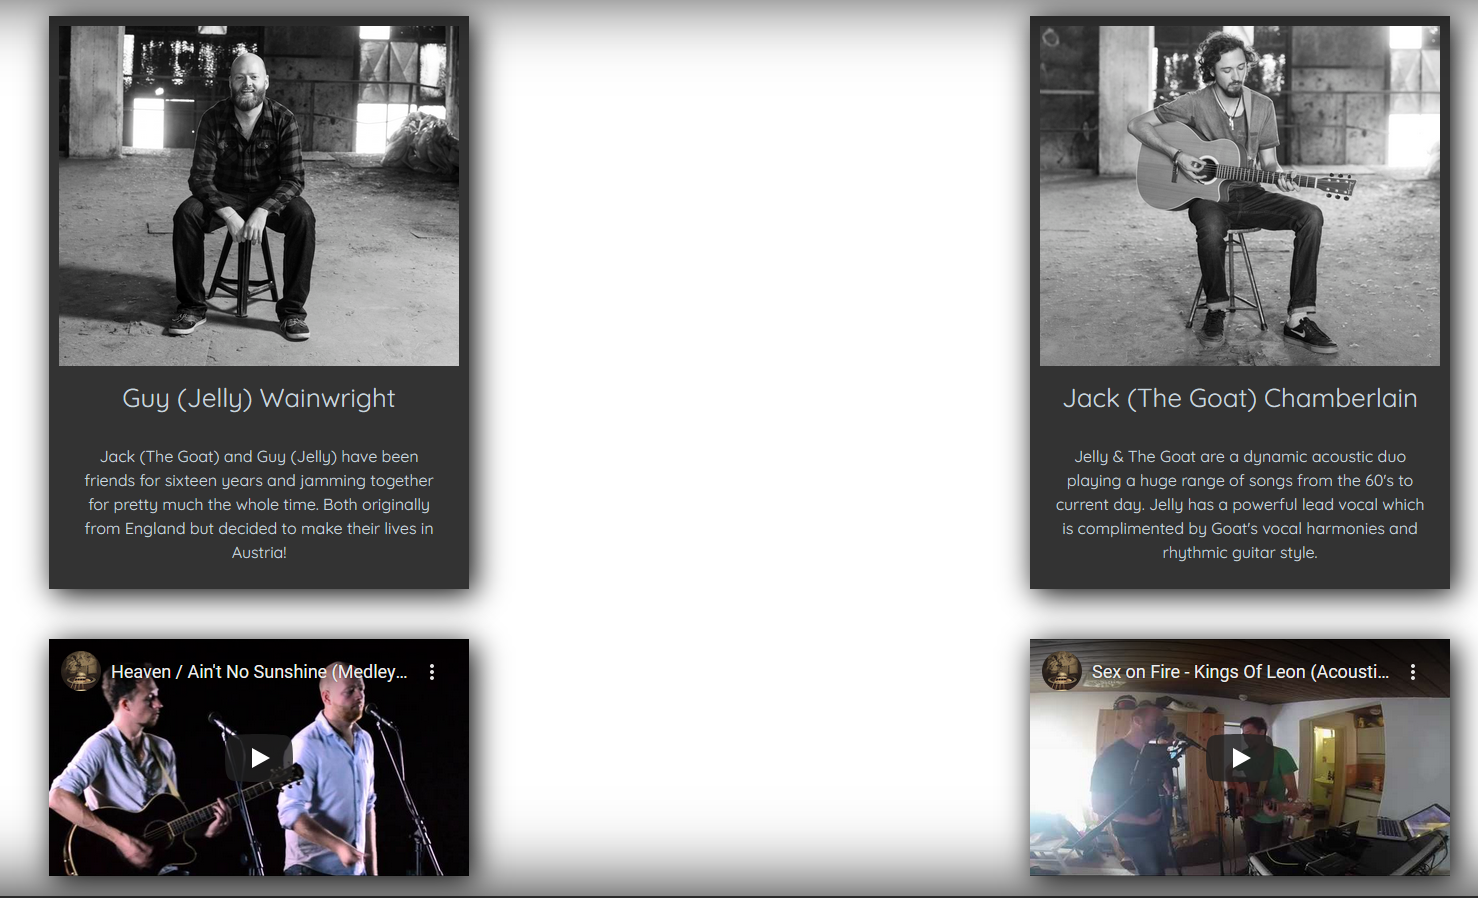 Guy (Jelly) Wainwright
Jack (The Goat) and Guy (Jelly) have been
friends for sixteen years and jamming together
for pretty much the whole time. Both originally
from England but decided to make their lives in
Austria!
Heaven / Ain't No Sunshine (Medley...
Jack (The Goat) Chamberlain
Jelly & The Goat are a dynamic acoustic duo
playing a huge range of songs from the 60's to
current day. Jelly has a powerful lead vocal which
is complimented by Goat's vocal harmonies and
rhythmic guitar style.
Sex on Fire - Kings Of Leon (Acousti...